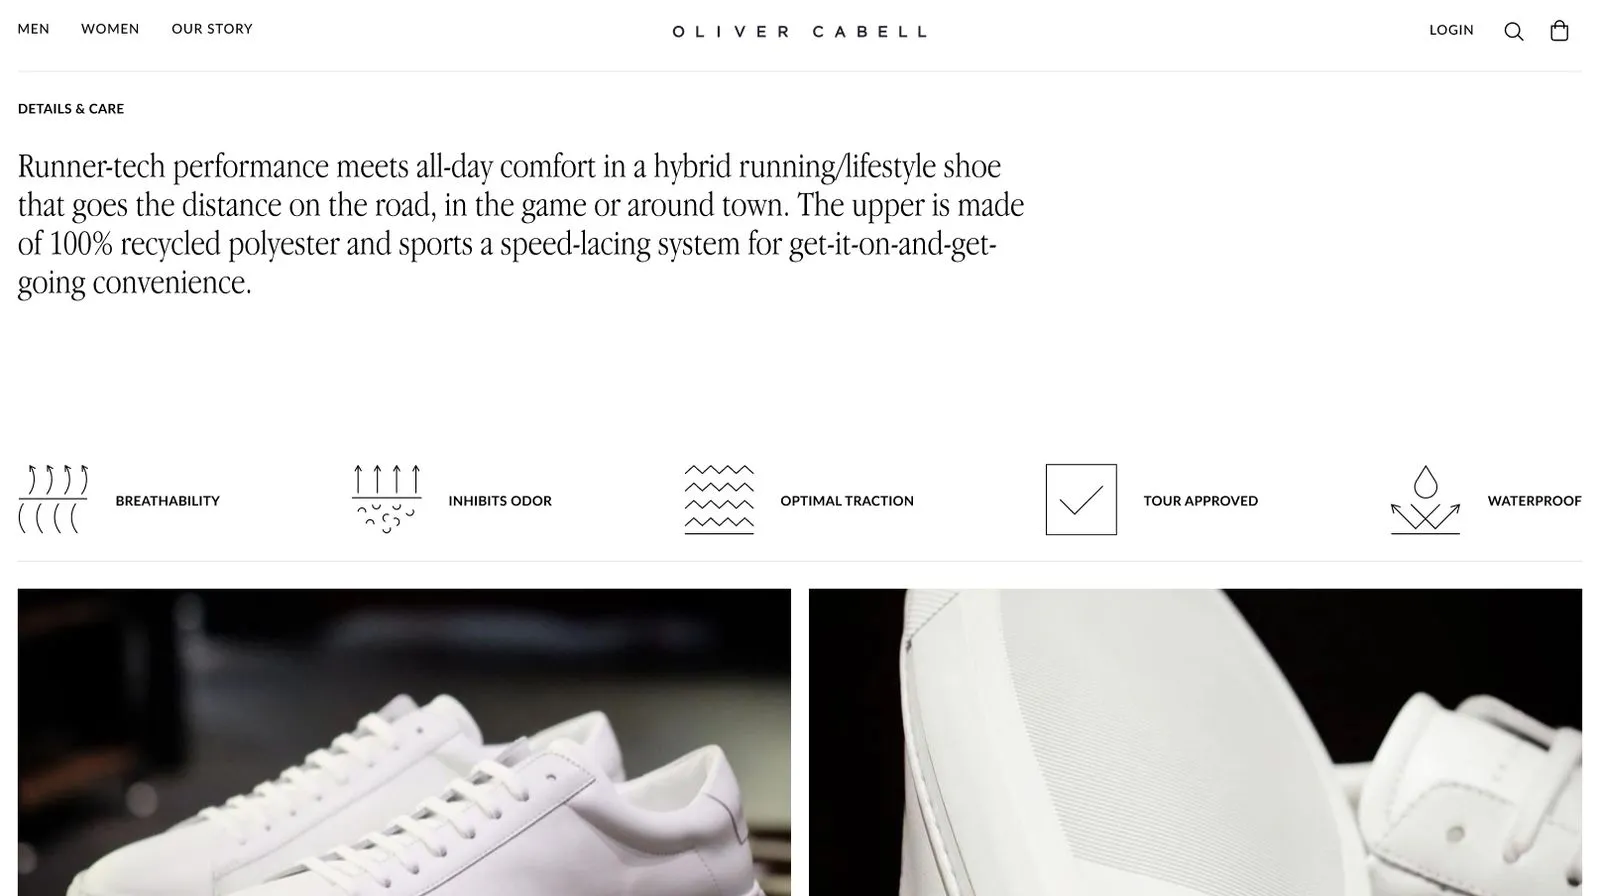 MEN WOMEN OUR STORY OLIVER CABELL LOGIN
DETAILS & CARE
Runner-tech performance meets all-day comfort in a hybrid running/lifestyle shoe
that goes the distance on the road, in the game or around town. The upper is made
of 100% recycled polyester and sports a speed-lacing system for get-it-on-and-get-
going convenience.
BREATHABILITY INHIBITS ODOR OPTIMAL TRACTION TOUR APPROVED WATERPROOF